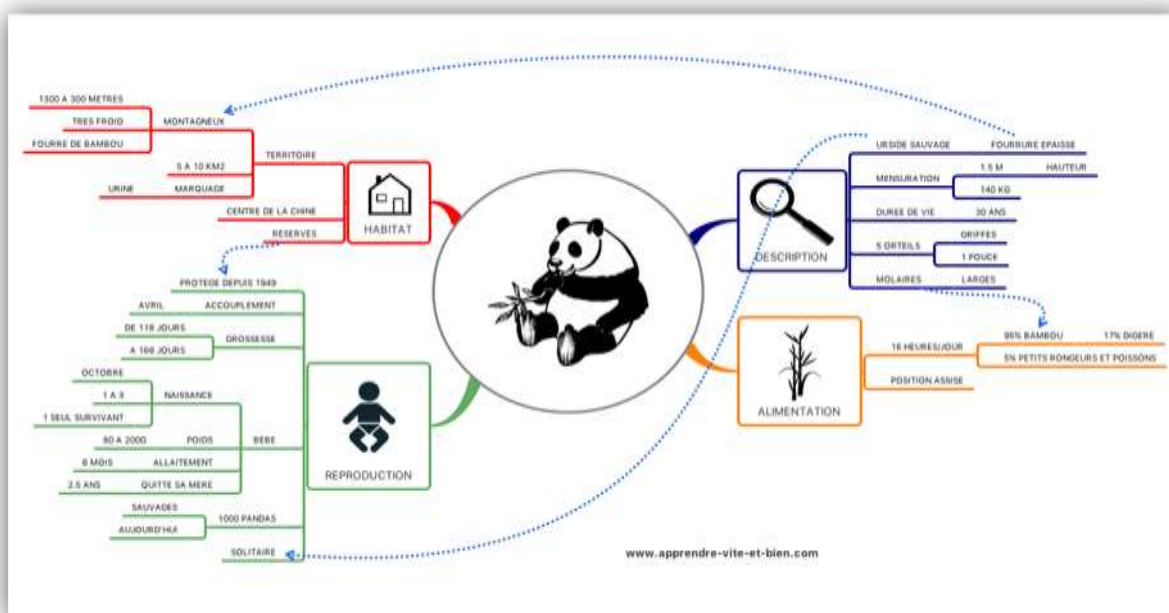 1300 A 300 METRES
TRES FROID
FOURRE DE BAMBOU
MONTAGNEUX
5 A 10 KM2
URINE
MARQUAGE
TERRITOIRE
CENTRE DE LA CHINE
RESERVES
HABITAT
PROTEGE DEPUIS 1949
AVRIL
ACCOUPLEMENT
DE 118 JOURS
A 168 JOURS
GROSSESSE
OCTOBRE
1 A 3
1 SEUL SURVIVANT
NAISSANCE
80 A 2000
POIDS
6 MOIS
ALLAITEMENT
2.5 ANS
QUITTE SA MERE
BEBE
SAUVAGES
AUJOURD'HUI
1000 PANDAS
SOLITAIRE
REPRODUCTION
DESCRIPTION
URSIDE SAUVAGE
FOURRURE EPAISSE
MENSURATION
1.5 M
HAUTEUR
140 KG
DUREE DE VIE
30 ANS
5 ORTEILS
GRIFFES
1 POUCE
MOLAIRES
LARGES
ALIMENTATION
16 HEURES/JOUR
95% BAMBOU
17% DIGERE
5% PETITS RONGEURS ET POISSONS
POSITION ASSISE
www.apprendre-vite-et-bien.com